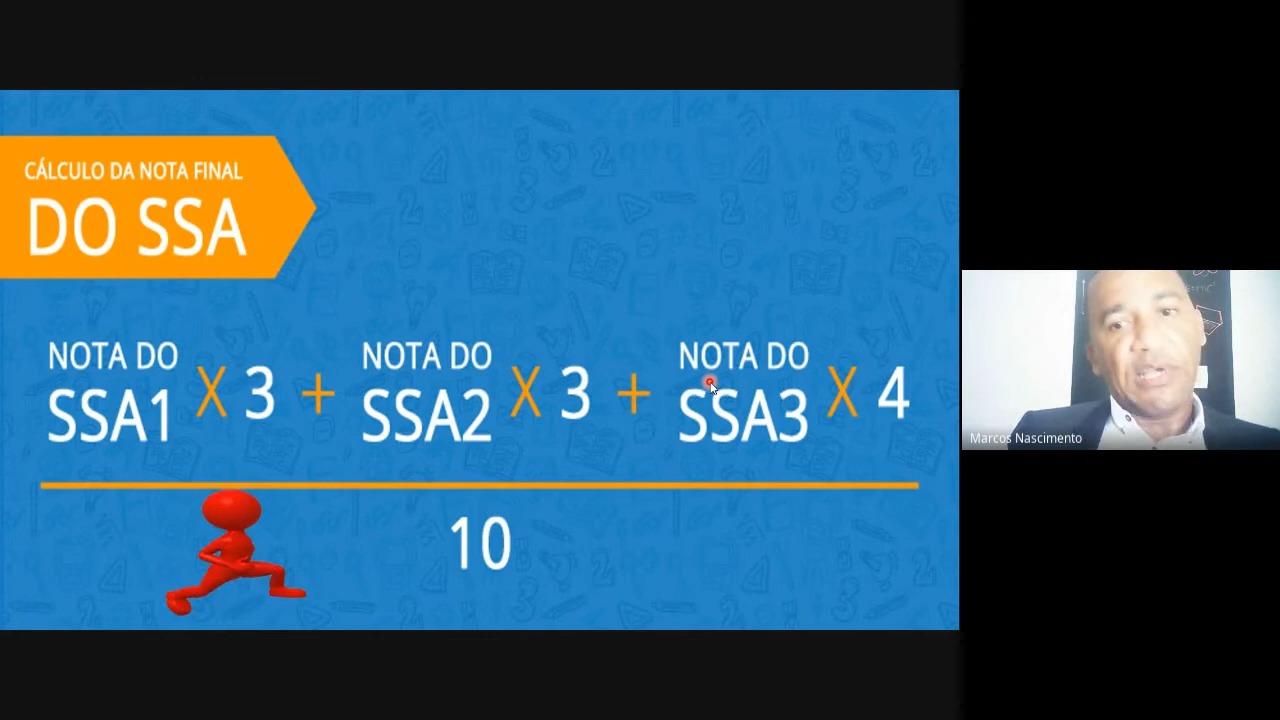 CÁLCULO DA NOTA FINAL
DO SSA
NOTA DO SSA1 X 3 + NOTA DO SSA2 X 3 + NOTA DO SSA3 X 4
10
Marcos Nascimento